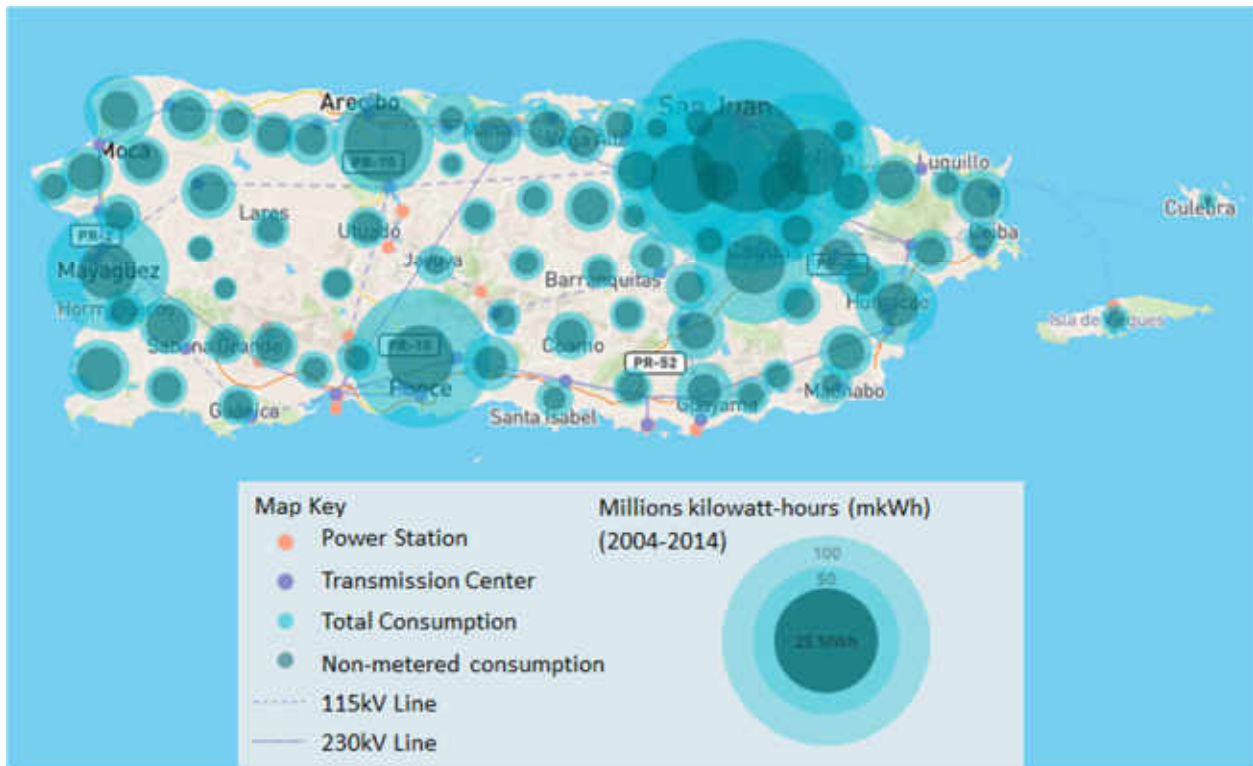 Arecibo
San Juan
Moca
PR-10
Luquillo
Lares
Culebra
Utuado
PR-2
Ceiba
Jayuya
Mayagüez
Barranquitas
Caguas
Humacao
Hormigueros
Isla de Vieques
Sabana Grande
PR-10
Coamo
PR-52
Ponce
Maunabo
Guánica
Santa Isabel
Guayama
Map Key
Power Station
Transmission Center
Total Consumption
Non-metered consumption
115kV Line
230kV Line
Millions kilowatt-hours (mkWh)
(2004-2014)
100
50
25 MWh